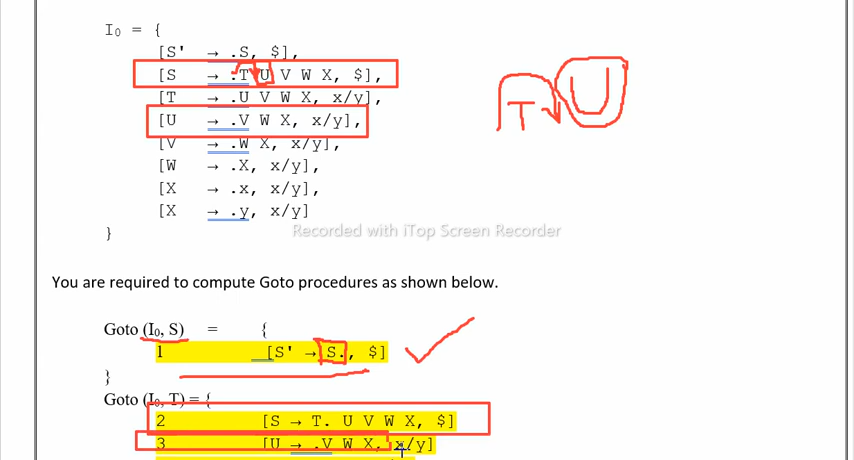 I₀ = {
[S' → .S, $],
[S → .T U V W X, $],
[T → .U V W X, x/y],
[U → .V W X, x/y],
[V → .W X, x/y],
[W → .X, x/y],
[X → .x, x/y],
[X → .y, x/y]
}
T U
Recorded with iTop Screen Recorder
You are required to compute Goto procedures as shown below.
Goto (I₀, S) = {
1 [S' → S., $]
}
Goto (I₀, T) = {
2 [S → T. U V W X, $]
3 [U → .V W X, x/y]